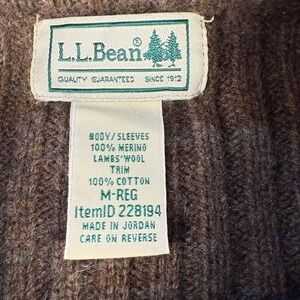 L.L.Bean®
QUALITY GUARANTEED SINCE 1912
BODY/SLEEVES
100% MERINO
LAMBS' WOOL
TRIM
100% COTTON
M-REG
ItemID 228194
MADE IN JORDAN
CARE ON REVERSE